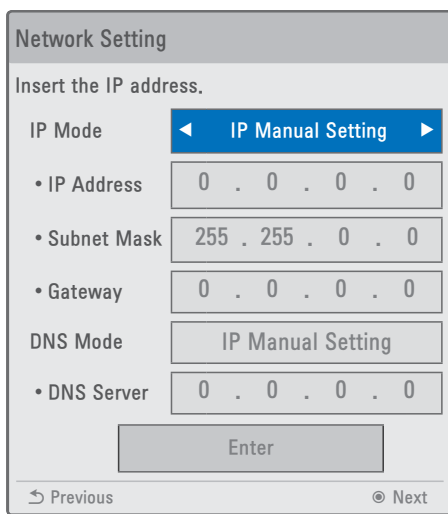 Network Setting
Insert the IP address.
IP Mode ◀ IP Manual Setting ▶
• IP Address 0 . 0 . 0 . 0
• Subnet Mask 255 . 255 . 0 . 0
• Gateway 0 . 0 . 0 . 0
DNS Mode IP Manual Setting
• DNS Server 0 . 0 . 0 . 0
Enter
Previous ◉ Next